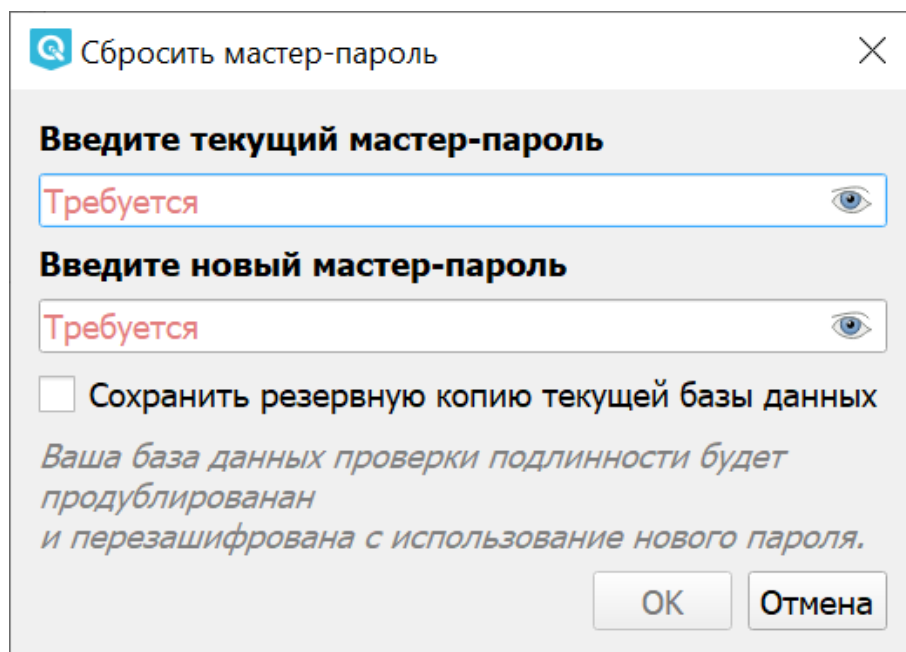 Сбросить мастер-пароль
Введите текущий мастер-пароль
Требуется
Введите новый мастер-пароль
Требуется
Сохранить резервную копию текущей базы данных
Ваша база данных проверки подлинности будет
продублированан
и перезашифрована с использование нового пароля.
OK Отмена